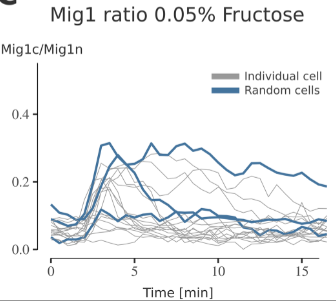 Mig1 ratio 0.05% Fructose
Mig1c/Mig1n
Individual cell
Random cells
0.4
0.2
0.0
0 5 10 15
Time [min]